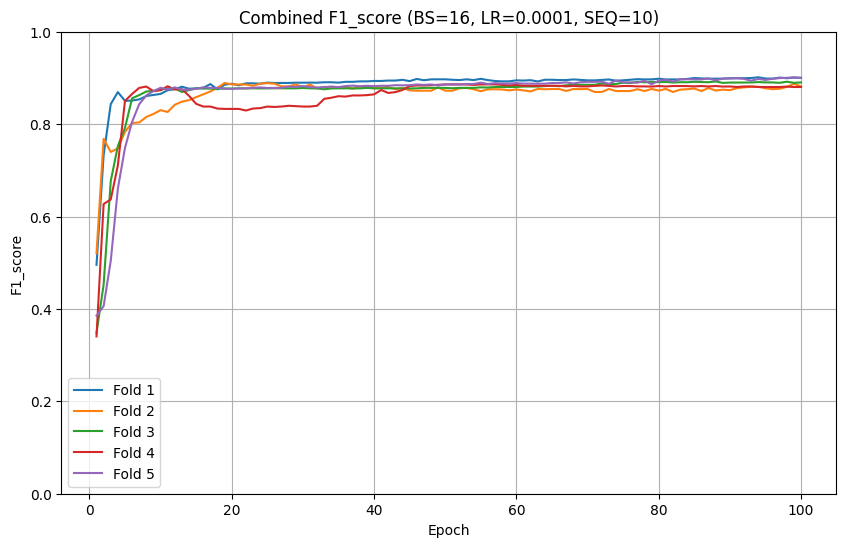 Combined F1_score (BS=16, LR=0.0001, SEQ=10)
F1_score
1.0
0.8
0.6
0.4
0.2
0.0
Fold 1
Fold 2
Fold 3
Fold 4
Fold 5
0 20 40 60 80 100
Epoch